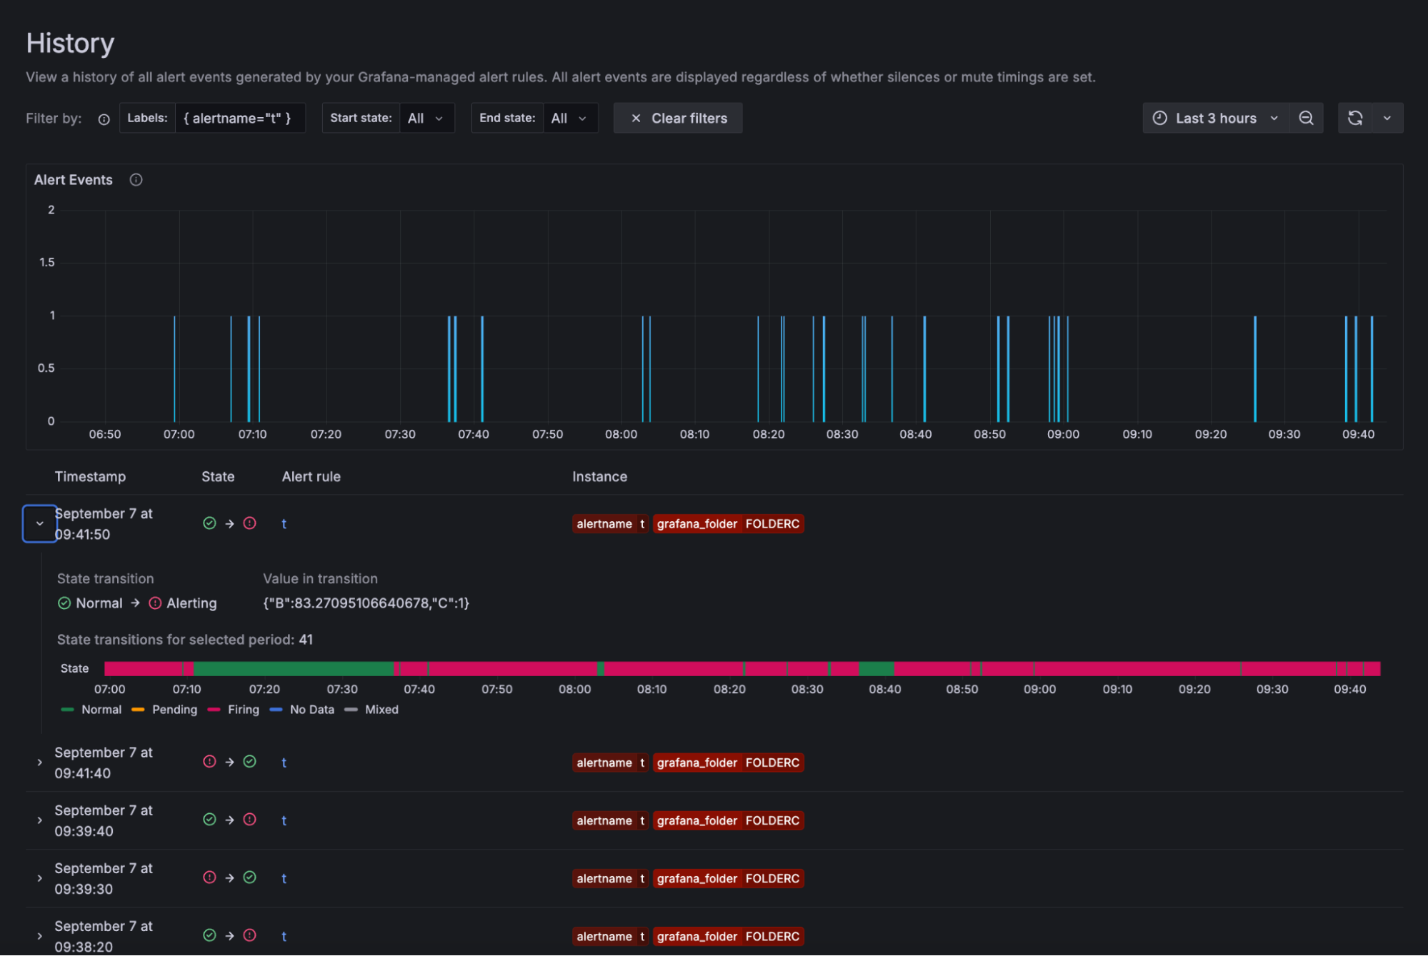 History
View a history of all alert events generated by your Grafana-managed alert rules. All alert events are displayed regardless of whether silences or mute timings are set.
Filter by: Labels: { alertname="t" } Start state: All End state: All Clear filters Last 3 hours
Alert Events
2
1.5
1
0.5
0
06:50 07:00 07:10 07:20 07:30 07:40 07:50 08:00 08:10 08:20 08:30 08:40 08:50 09:00 09:10 09:20 09:30 09:40
Timestamp State Alert rule Instance
September 7 at
09:41:50
t alertname t grafana_folder FOLDERC
State transition Value in transition
Normal → Alerting {"B":83.27095106640678,"C":1}
State transitions for selected period: 41
State
07:00 07:10 07:20 07:30 07:40 07:50 08:00 08:10 08:20 08:30 08:40 08:50 09:00 09:10 09:20 09:30 09:40
Normal Pending Firing No Data Mixed
September 7 at
09:41:40
t alertname t grafana_folder FOLDERC
September 7 at
09:39:40
t alertname t grafana_folder FOLDERC
September 7 at
09:39:30
t alertname t grafana_folder FOLDERC
September 7 at
09:38:20
t alertname t grafana_folder FOLDERC